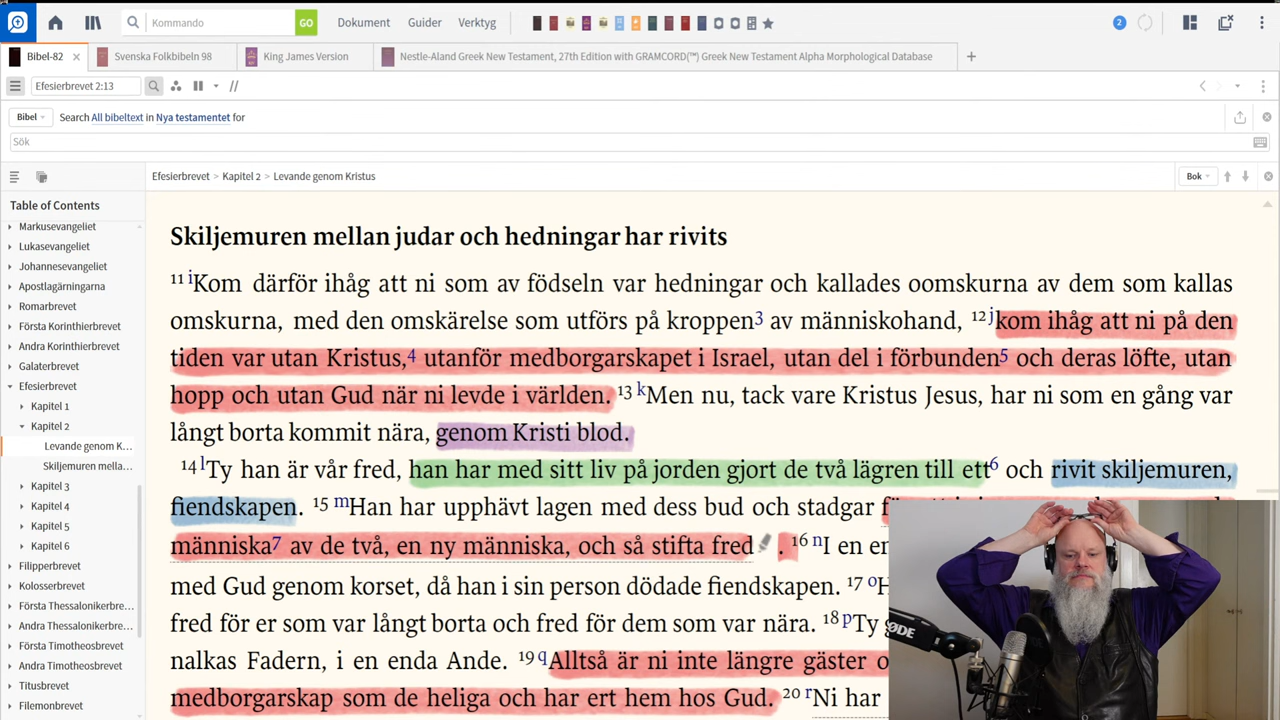 Kommando GO Dokument Guider Verktyg 2
Bibel-82 Svenska Folkbibeln 98 King James Version Nestle-Aland Greek New Testament, 27th Edition with GRAMCORD(™) Greek New Testament Alpha Morphological Database
Efesierbrevet 2:13
Bibel Search All bibeltext in Nya testamentet for
Sök
Efesierbrevet > Kapitel 2 > Levande genom Kristus Bok
Table of Contents
Markusevangeliet
Lukasevangeliet
Johannesevangeliet
Apostlagärningarna
Romarbrevet
Första Korinthierbrevet
Andra Korinthierbrevet
Galaterbrevet
Efesierbrevet
Kapitel 1
Kapitel 2
Levande genom K...
Skiljemuren mella...
Kapitel 3
Kapitel 4
Kapitel 5
Kapitel 6
Filipperbrevet
Kolosserbrevet
Första Thessalonikerbre...
Andra Thessalonikerbre...
Första Timotheosbrevet
Andra Timotheosbrevet
Titusbrevet
Filemonbrevet
Skiljemuren mellan judar och hedningar har rivits
11 i Kom därför ihåg att ni som av födseln var hedningar och kallades oomskurna av dem som kallas
omskurna, med den omskärelse som utförs på kroppen3 av människohand, 12 j kom ihåg att ni på den
tiden var utan Kristus,4 utanför medborgarskapet i Israel, utan del i förbunden5 och deras löfte, utan
hopp och utan Gud när ni levde i världen. 13 k Men nu, tack vare Kristus Jesus, har ni som en gång var
långt borta kommit nära, genom Kristi blod.
14 l Ty han är vår fred, han har med sitt liv på jorden gjort de två lägren till ett6 och rivit skiljemuren,
fiendskapen. 15 m Han har upphävt lagen med dess bud och stadgar
människa7 av de två, en ny människa, och så stifta fred . 16 n I en
med Gud genom korset, då han i sin person dödade fiendskapen. 17 o
fred för er som var långt borta och fred för dem som var nära. 18 p Ty
nalkas Fadern, i en enda Ande. 19 q Alltså är ni inte längre gäster
medborgarskap som de heliga och har ert hem hos Gud. 20 r Ni har
RØDE